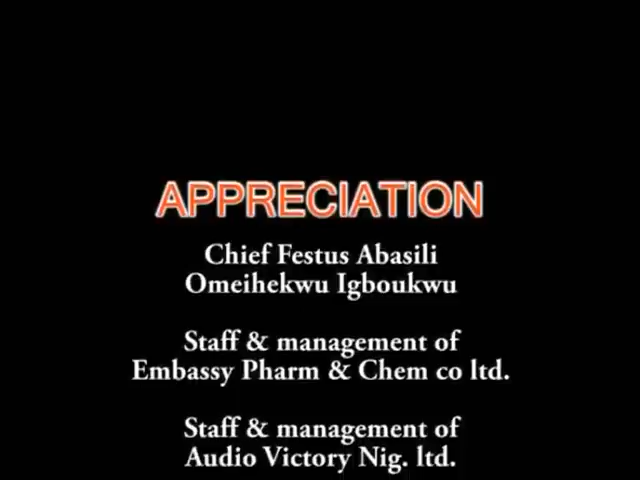 APPRECIATION
Chief Festus Abasili
Omeihekwu Igboukwu
Staff & management of
Embassy Pharm & Chem co ltd.
Staff & management of
Audio Victory Nig. ltd.